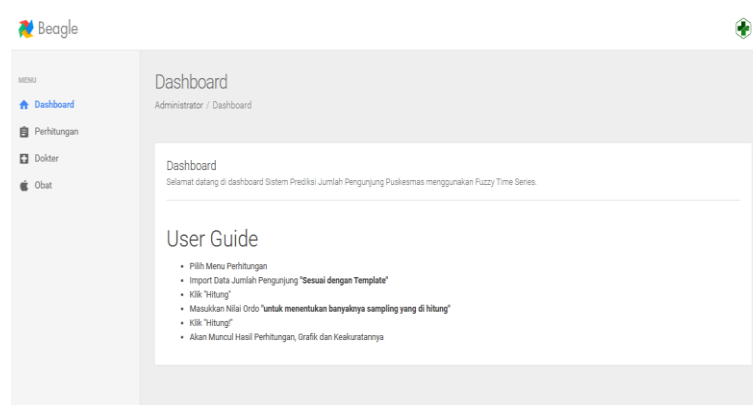 Beagle
MENU
Dashboard
Perhitungan
Dokter
Obat
Dashboard
Administrator / Dashboard
Dashboard
Selamat datang di dashboard Sistem Prediksi Jumlah Pengunjung Puskesmas menggunakan Fuzzy Time Series.
User Guide
• Pilih Menu Perhitungan
• Import Data Jumlah Pengunjung "Sesuai dengan Template"
• Klik "Hitung"
• Masukkan Nilai Ordo "untuk menentukan banyaknya sampling yang di hitung"
• Klik "Hitung!"
• Akan Muncul Hasil Perhitungan, Grafik dan Keakuratannya